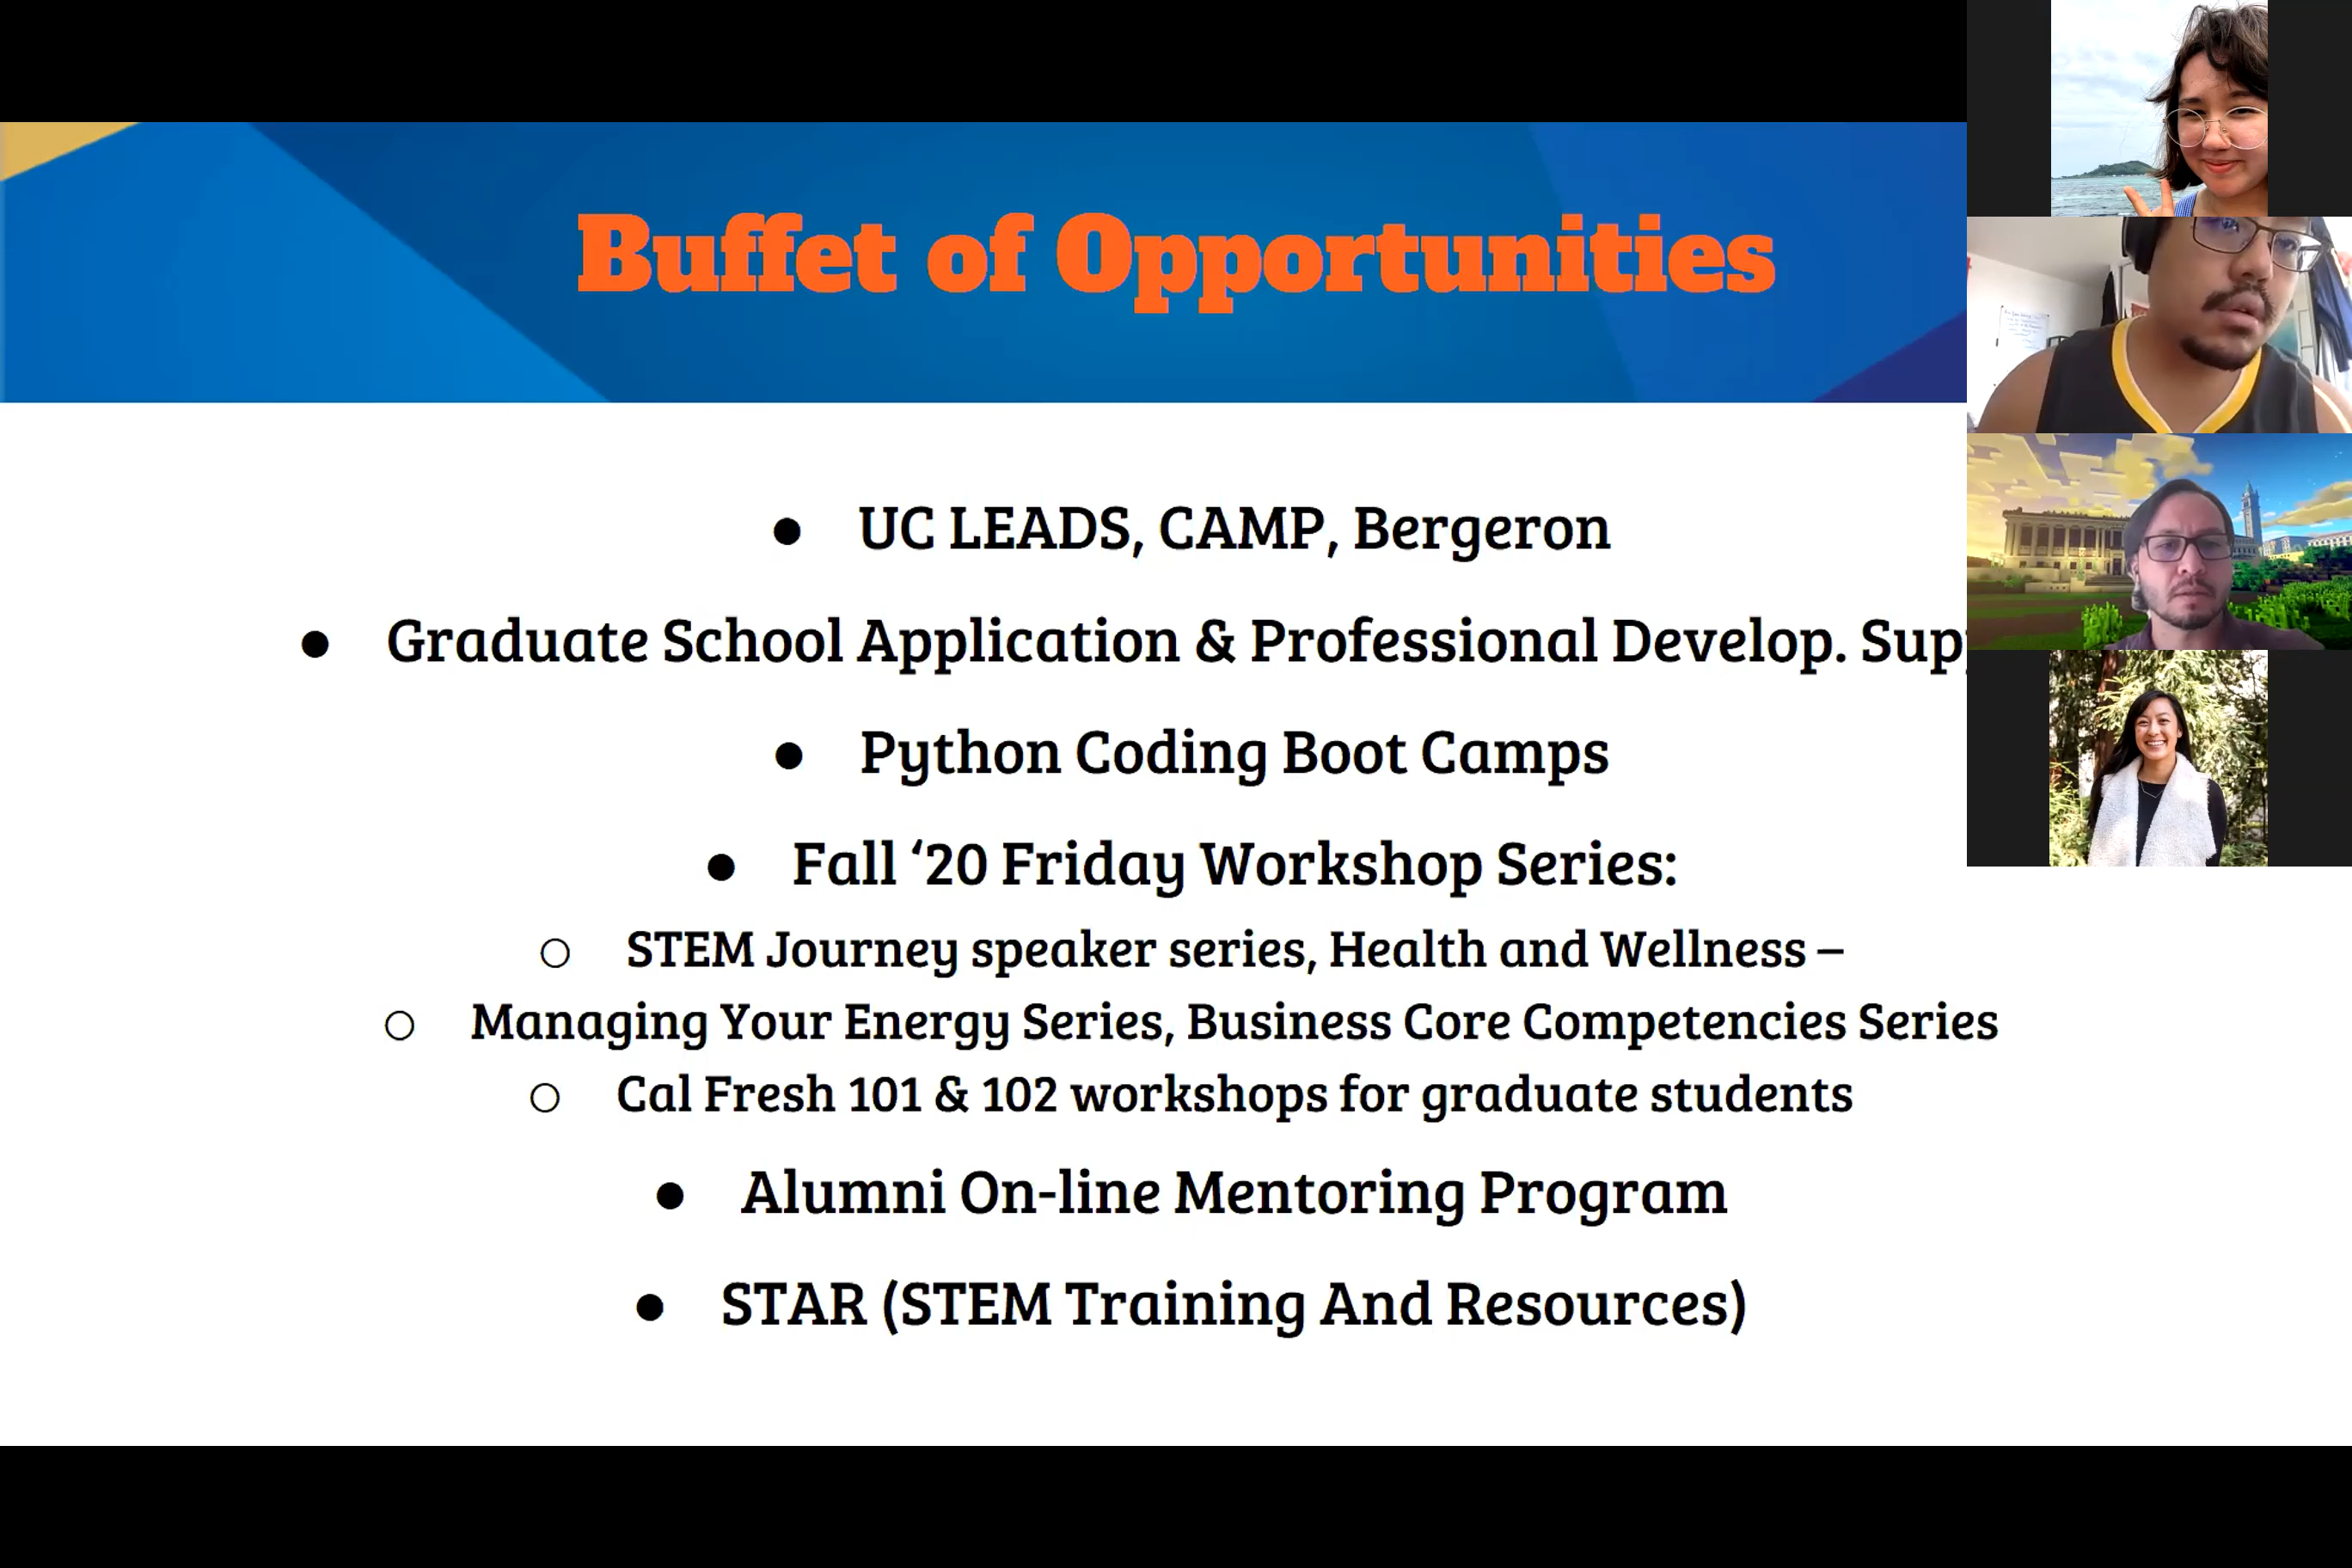 Buffet of Opportunities
● UC LEADS, CAMP, Bergeron
● Graduate School Application & Professional Develop.
● Python Coding Boot Camps
● Fall ‘20 Friday Workshop Series:
○ STEM Journey speaker series, Health and Wellness –
○ Managing Your Energy Series, Business Core Competencies Series
○ Cal Fresh 101 & 102 workshops for graduate students
● Alumni On-line Mentoring Program
● STAR (STEM Training And Resources)